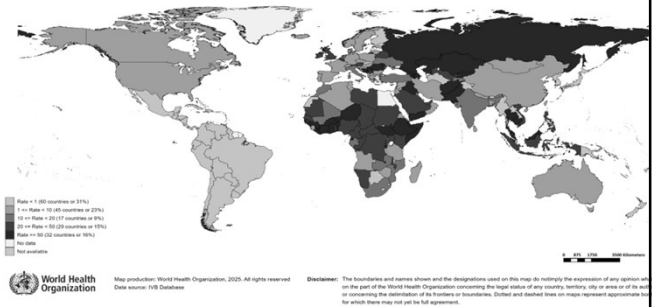 Rate < 1 (60 countries or 31%)
1 <= Rate < 10 (45 countries or 23%)
10 <= Rate < 20 (17 countries or 9%)
20 <= Rate < 50 (29 countries or 15%)
Rate >= 50 (32 countries or 16%)
No data
Not available
0 875 1750 3500 Kilometers
World Health
Organization
Map production: World Health Organization, 2025. All rights reserved
Data source: IVB Database
Disclaimer: The boundaries and names shown and the designations used on this map do not imply the expression of any opinion
on the part of the World Health Organization concerning the legal status of any country, territory, city or area or of its
or concerning the delimitation of its frontiers or boundaries. Dotted and dashed lines on maps represent approximate
for which there may not yet be full agreement.